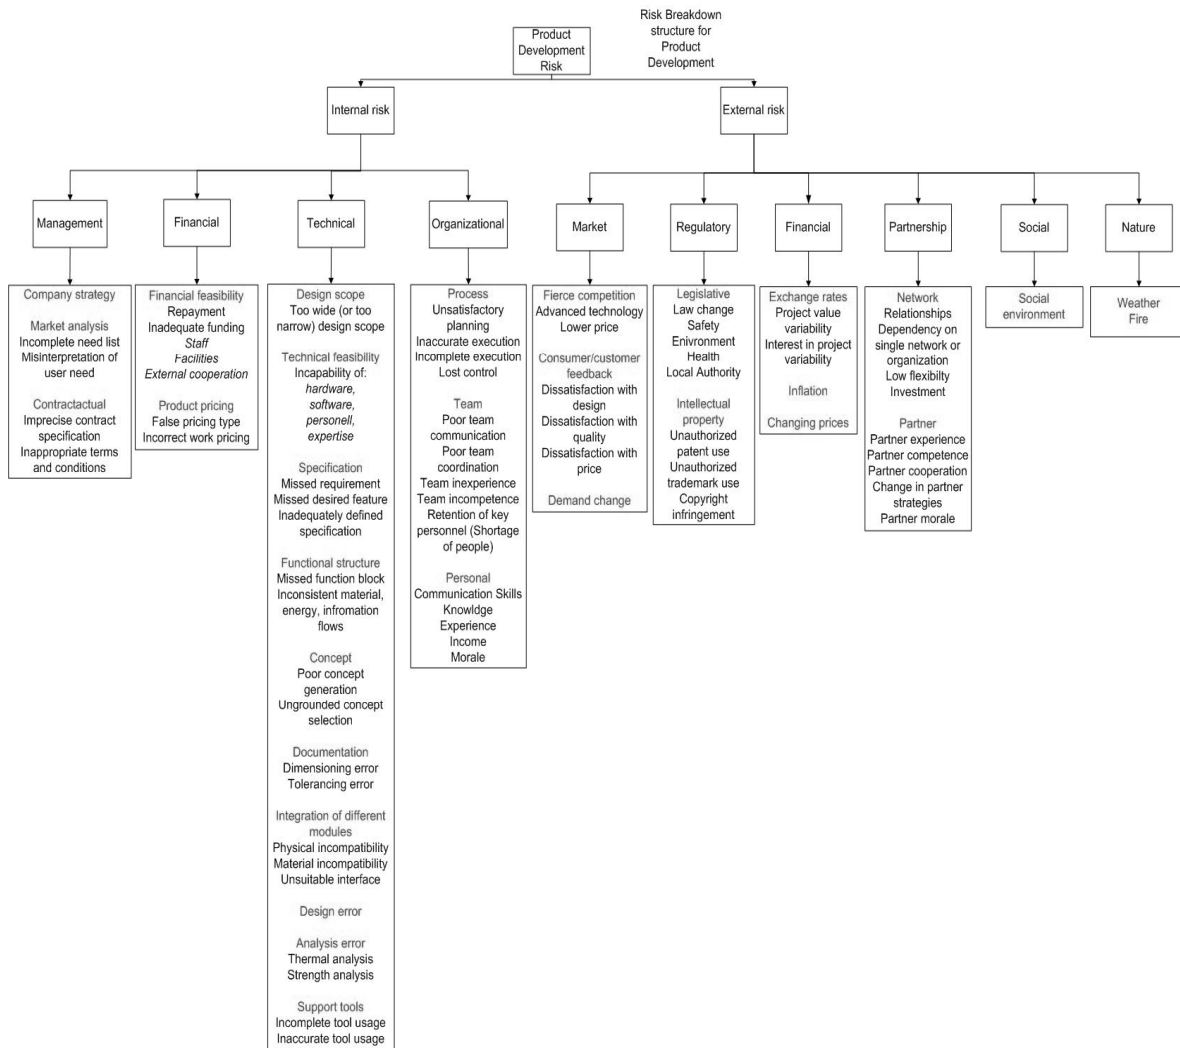 Product
Development
Risk
Risk Breakdown
structure for
Product
Development
Internal risk
External risk
Management
Financial
Technical
Organizational
Market
Regulatory
Financial
Partnership
Social
Nature
Company strategy
Market analysis
Incomplete need list
Misinterpretation of
user need
Contractactual
Imprecise contract
specification
Inappropriate terms
and conditions
Financial feasibility
Repayment
Inadequate funding
Staff
Facilities
External cooperation
Product pricing
False pricing type
Incorrect work pricing
Design scope
Too wide (or too
narrow) design scope
Technical feasibility
Incapability of:
hardware,
software,
personell,
expertise
Specification
Missed requirement
Missed desired feature
Inadequately defined
specification
Functional structure
Missed function block
Inconsistent material,
energy, infromation
flows
Concept
Poor concept
generation
Ungrounded concept
selection
Documentation
Dimensioning error
Tolerancing error
Integration of different
modules
Physical incompatibility
Material incompatibility
Unsuitable interface
Design error
Analysis error
Thermal analysis
Strength analysis
Support tools
Incomplete tool usage
Inaccurate tool usage
Process
Unsatisfactory
planning
Inaccurate execution
Incomplete execution
Lost control
Team
Poor team
communication
Poor team
coordination
Team inexperience
Team incompetence
Retention of key
personnel (Shortage
of people)
Personal
Communication Skills
Knowldge
Experience
Income
Morale
Fierce competition
Advanced technology
Lower price
Consumer/customer
feedback
Dissatisfaction with
design
Dissatisfaction with
quality
Dissatisfaction with
price
Demand change
Legislative
Law change
Safety
Enivronment
Health
Local Authority
Intellectual
property
Unauthorized
patent use
Unauthorized
trademark use
Copyright
infringement
Exchange rates
Project value
variability
Interest in project
variability
Inflation
Changing prices
Network
Relationships
Dependency on
single network or
organization
Low flexibilty
Investment
Partner
Partner experience
Partner competence
Partner cooperation
Change in partner
strategies
Partner morale
Social
environment
Weather
Fire